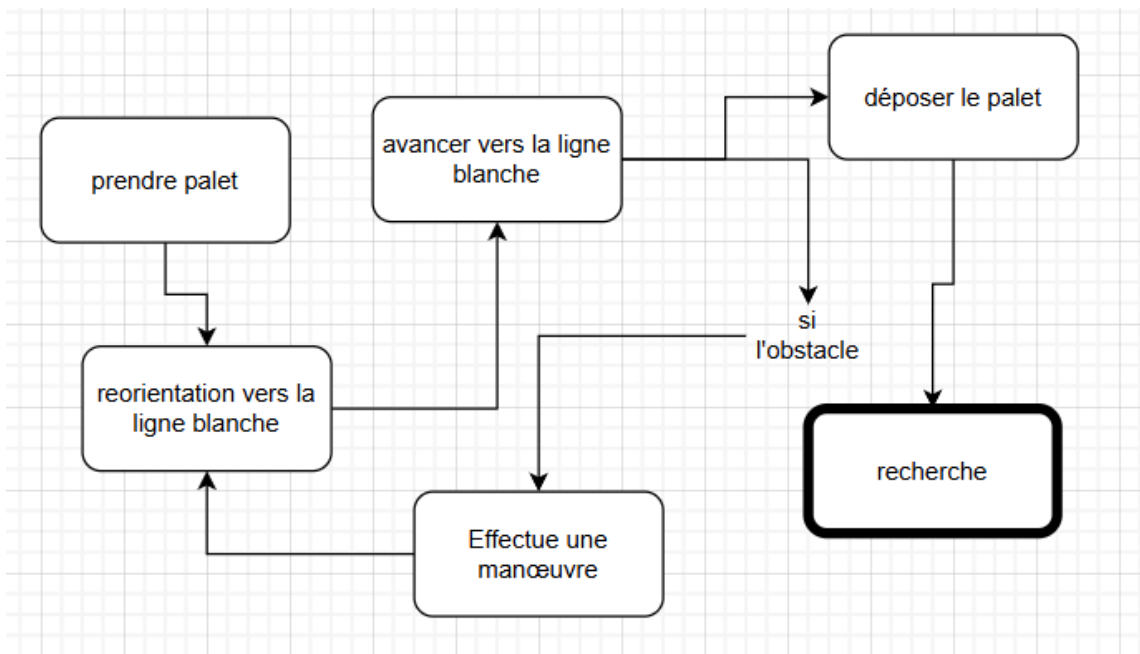 prendre palet
avancer vers la ligne
blanche
déposer le palet
reorientation vers la
ligne blanche
si
l'obstacle
Effectue une
manœuvre
recherche